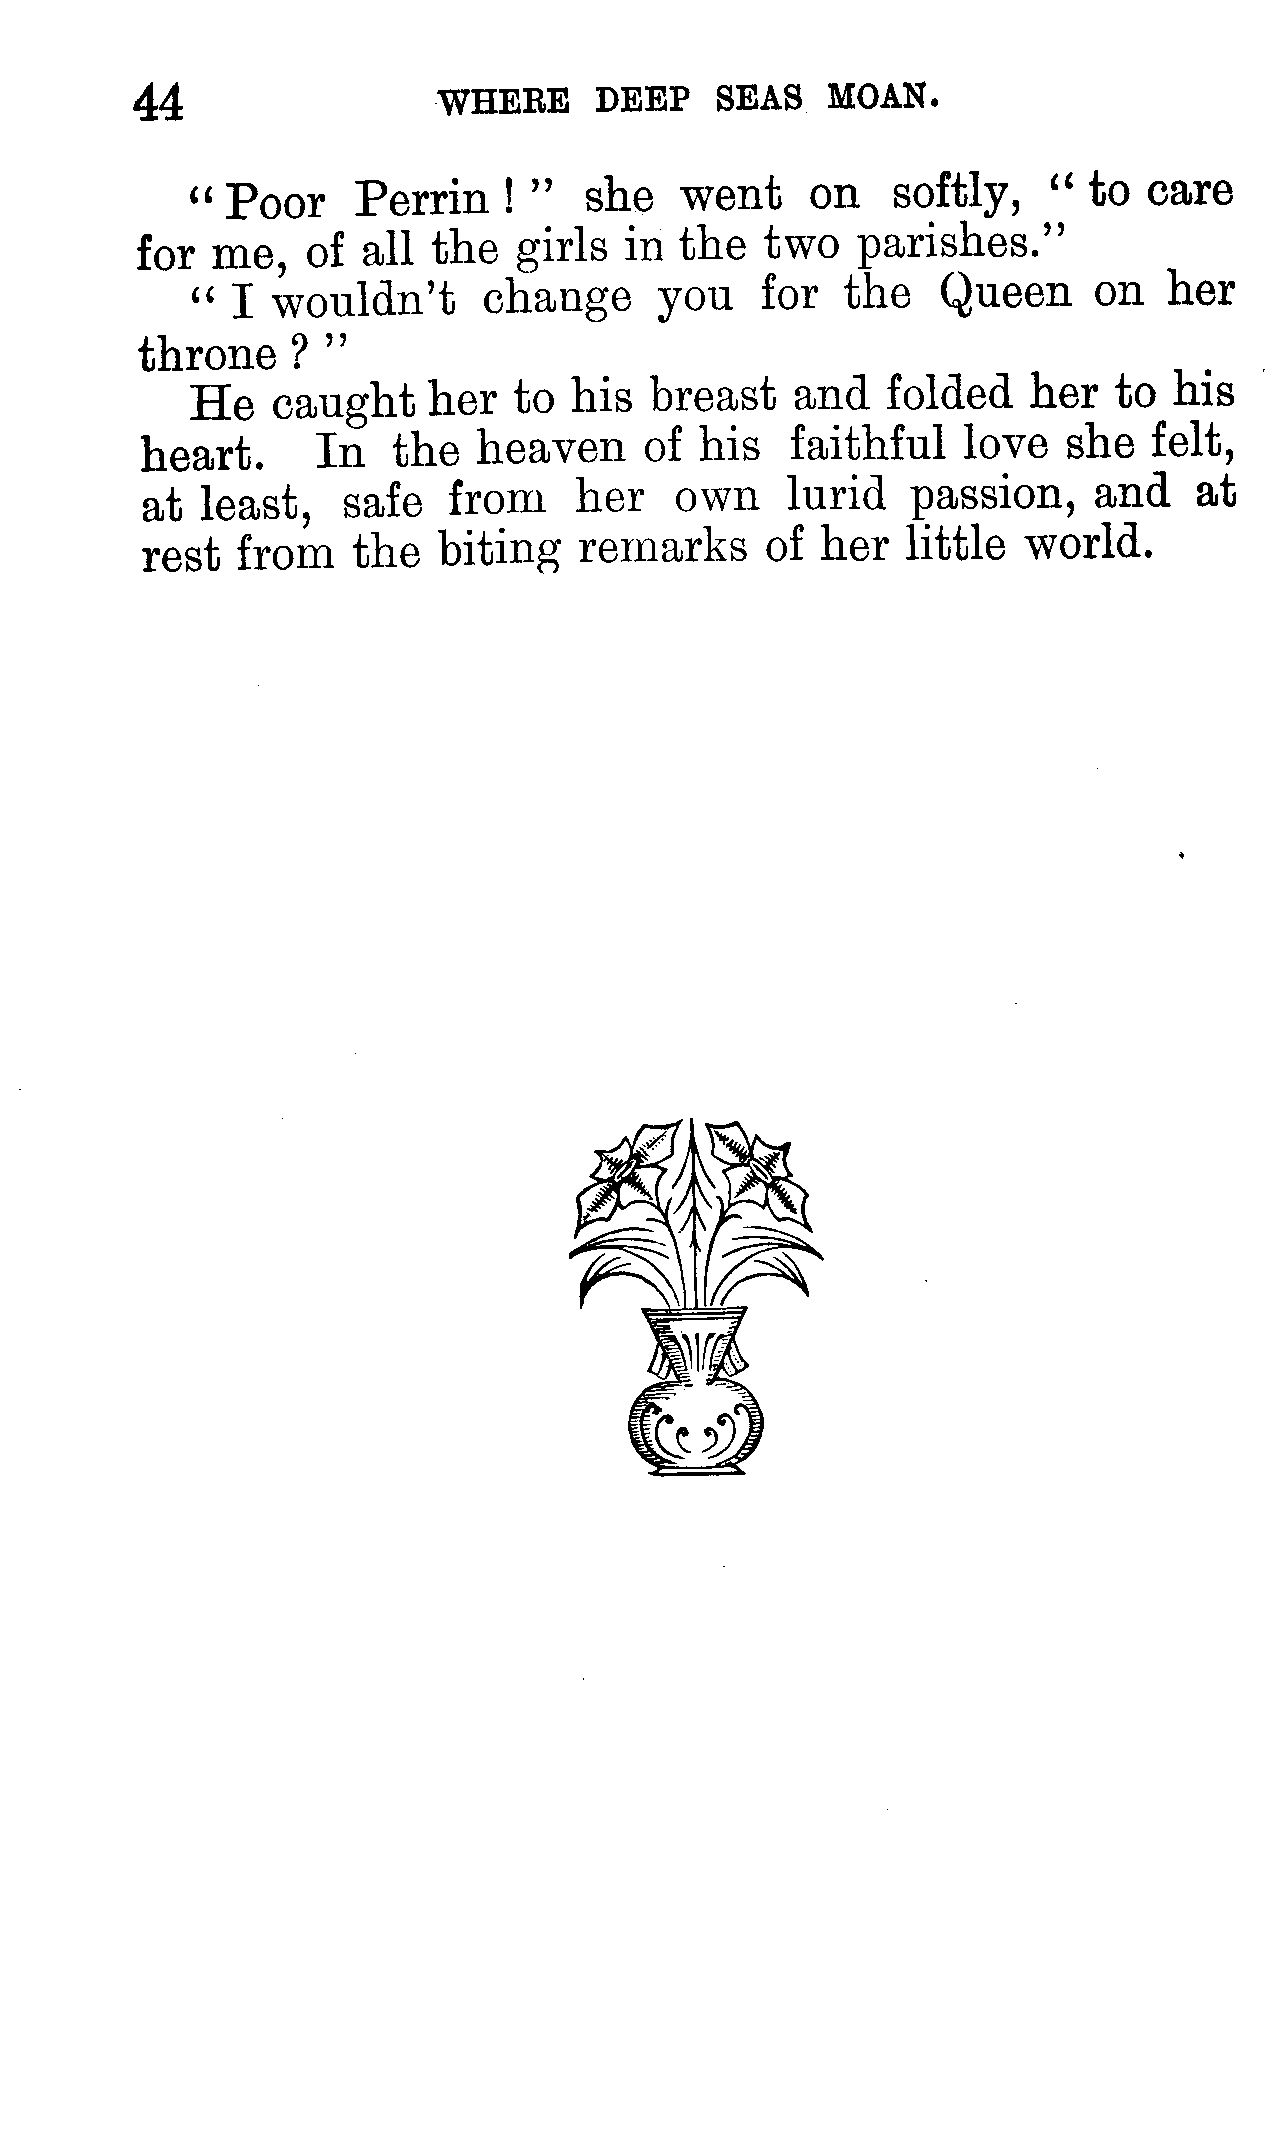 44 WHERE DEEP SEAS MOAN.
“ Poor Perrin ! ” she went on softly, “ to care
for me, of all the girls in the two parishes.”
“ I wouldn’t change you for the Queen on her
throne ? ”
He caught her to his breast and folded her to his
heart. In the heaven of his faithful love she felt,
at least, safe from her own lurid passion, and at
rest from the biting remarks of her little world.